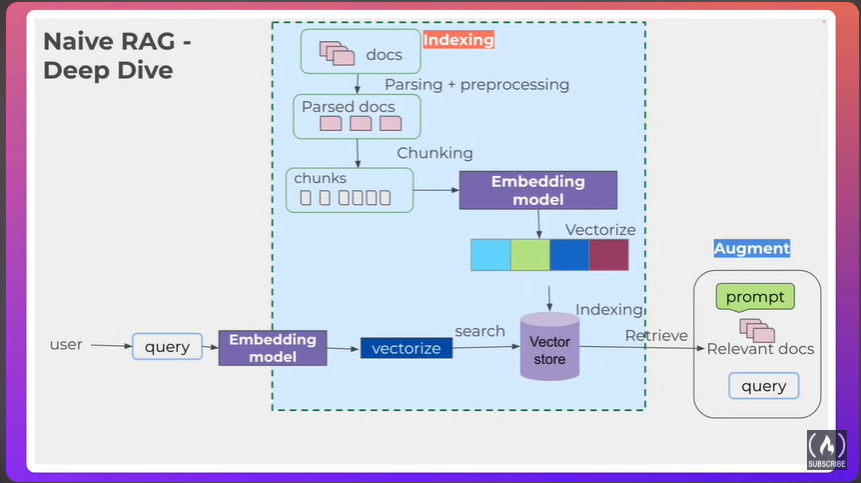 Naive RAG -
Deep Dive
Indexing
docs
Parsing + preprocessing
Parsed docs
Chunking
chunks
Embedding
model
Vectorize
Augment
prompt
Indexing
user
query
Embedding
model
vectorize
search
Vector
store
Retrieve
Relevant docs
query
SUBSCRIBE